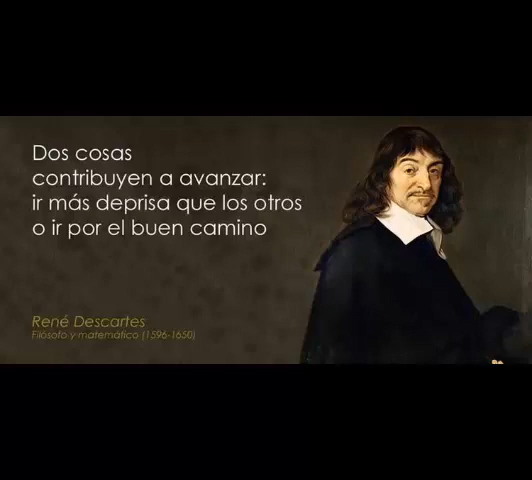 Dos cosas
contribuyen a avanzar:
ir más deprisa que los otros
o ir por el buen camino
René Descartes
Filósofo y matemático (1596-1650)